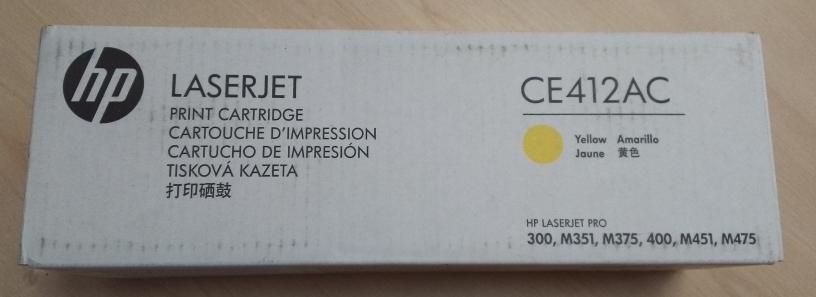 hp
LASERJET
PRINT CARTRIDGE
CARTOUCHE D'IMPRESSION
CARTUCHO DE IMPRESIÓN
TISKOVÁ KAZETA
打印硒鼓
CE412AC
Yellow Amarillo
Jaune 黄色
HP LASERJET PRO
300, M351, M375, 400, M451, M475